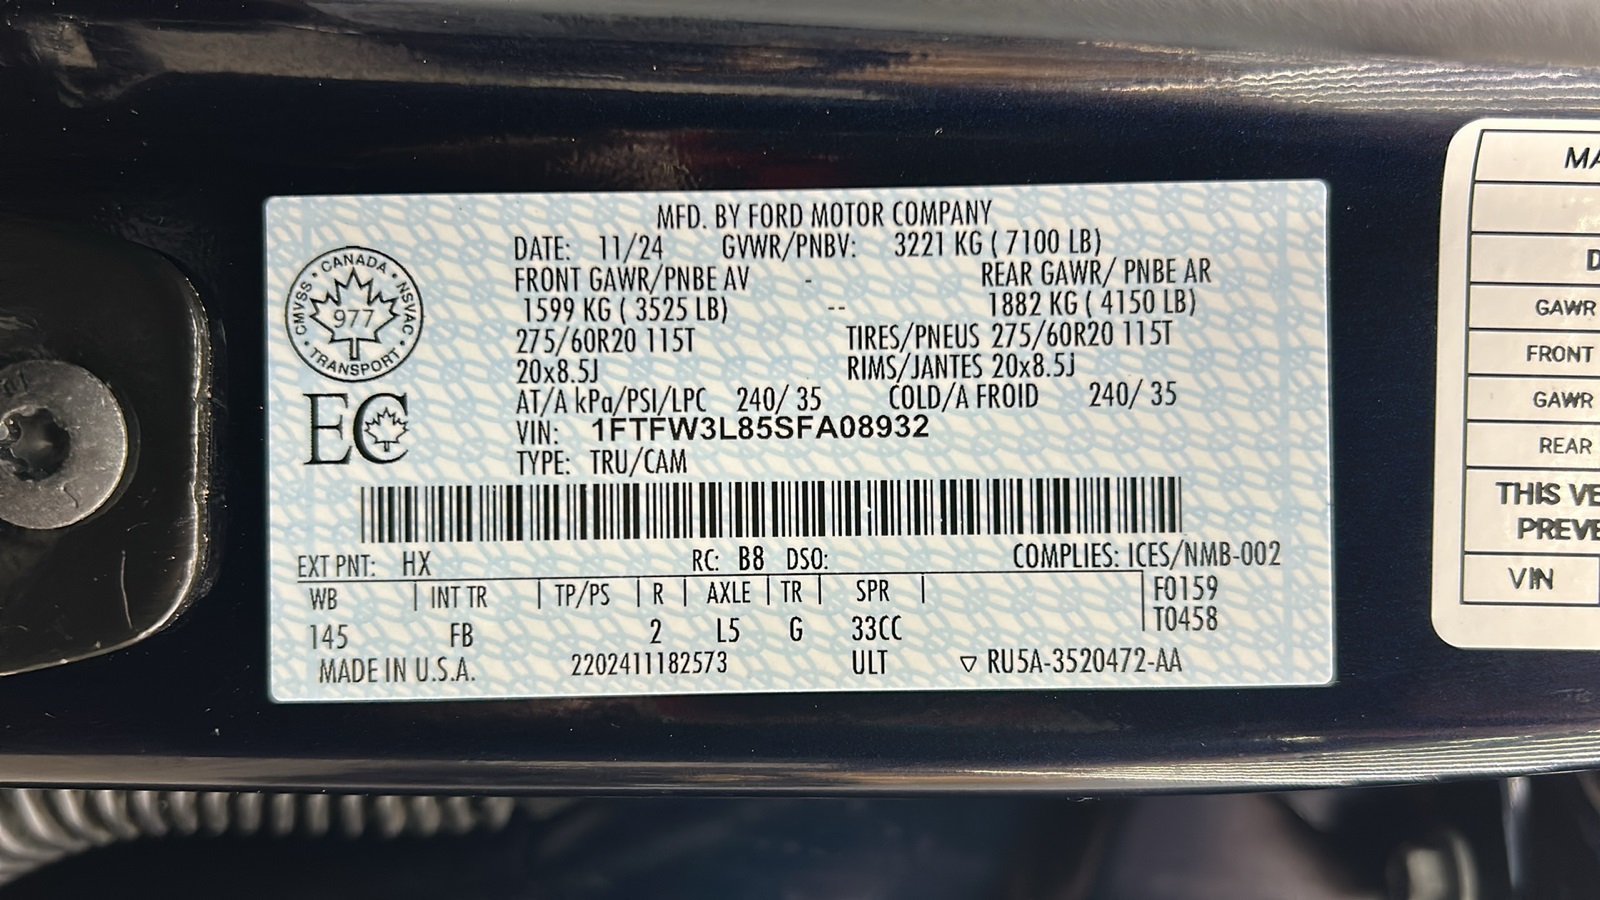 MFD. BY FORD MOTOR COMPANY
DATE: 11/24 GVWR/PNBV: 3221 KG ( 7100 LB)
FRONT GAWR/PNBE AV - REAR GAWR/ PNBE AR
1599 KG ( 3525 LB) -- 1882 KG ( 4150 LB)
275/60R20 115T TIRES/PNEUS 275/60R20 115T
20x8.5J RIMS/JANTES 20x8.5J
AT/A kPa/PSI/LPC 240/ 35 COLD/A FROID 240/ 35
VIN: 1FTFW3L85SFA08932
TYPE: TRU/CAM
CANADA · NSVAC · TRANSPORT · CMVSS ·
977
EC
EXT PNT: HX RC: B8 DSO: COMPLIES: ICES/NMB-002
WB | INT TR | TP/PS | R | AXLE | TR | SPR | F0159
T0458
145 FB 2 L5 G 33CC
MADE IN U.S.A. 2202411182573 ULT ▽ RU5A-3520472-AA
MA
D
GAWR
FRONT
GAWR
REAR
THIS VE
PREVE
VIN